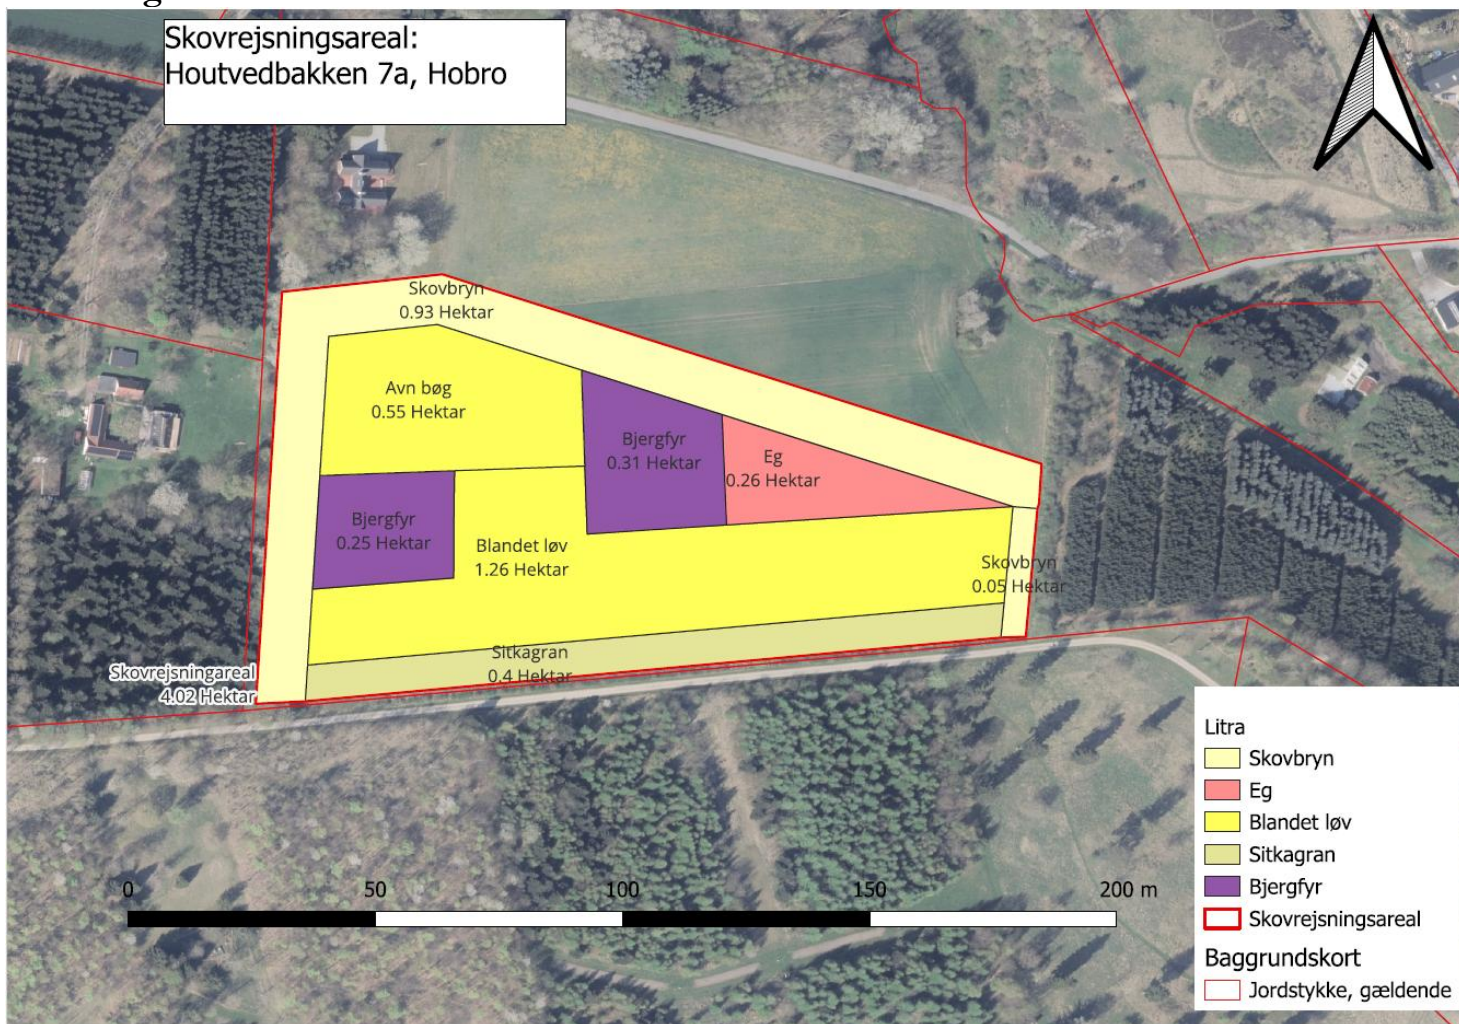 Skovrejsningsareal:
Houtvedbakken 7a, Hobro
Skovbryn
0.93 Hektar
Avn bøg
0.55 Hektar
Bjergfyr
0.31 Hektar
Eg
0.26 Hektar
Bjergfyr
0.25 Hektar
Blandet løv
1.26 Hektar
Skovbryn
0.05 Hektar
Sitkagran
0.4 Hektar
Skovrejsningareal
4.02 Hektar
Litra
Skovbryn
Eg
Blandet løv
Sitkagran
Bjergfyr
Skovrejsningsareal
Baggrundskort
Jordstykke, gældende
0 50 100 150 200 m